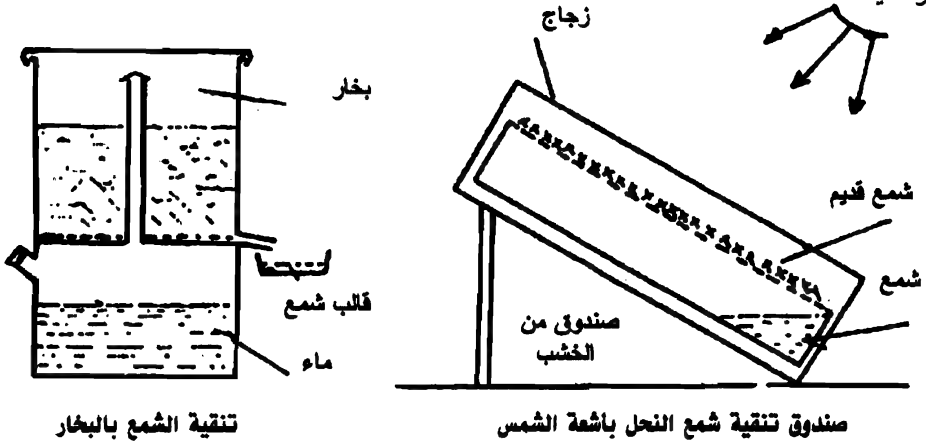 زجاج
بخار
شمع قديم
شمع
قالب شمع
صندوق من
الخشب
ماء
صندوق تنقية شمع النحل بأشعة الشمس
تنقية الشمع بالبخار